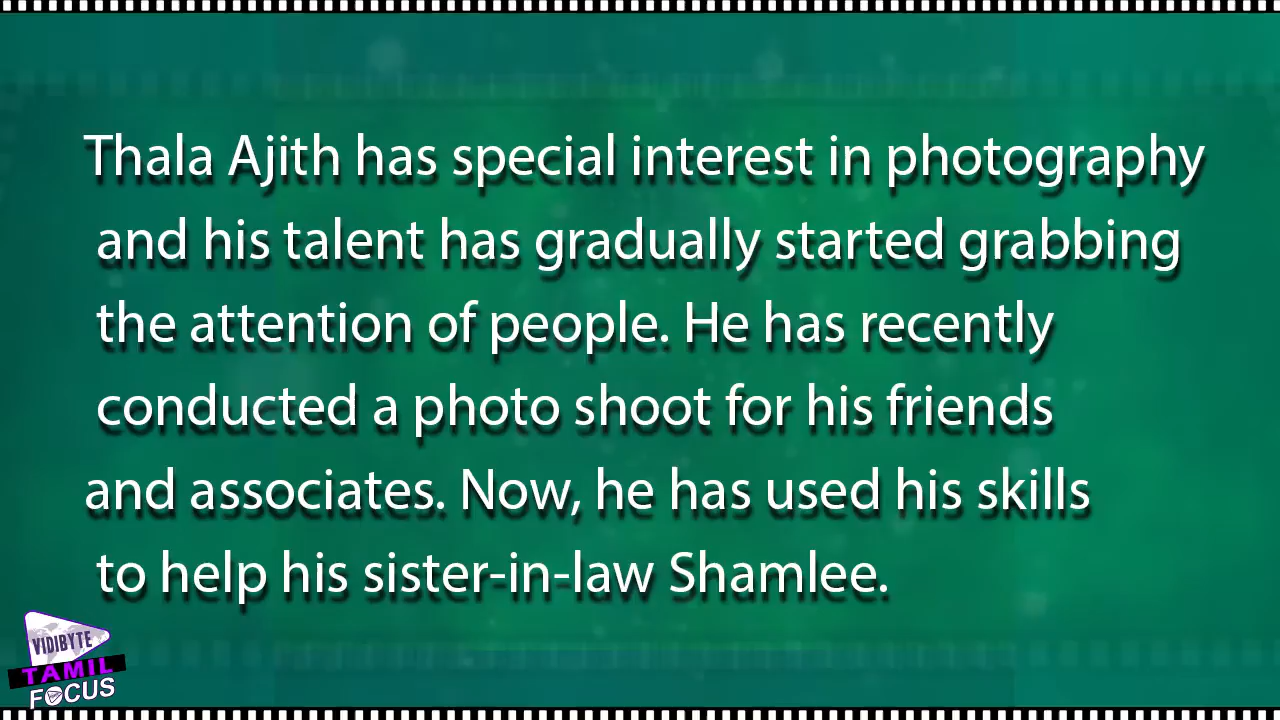 Thala Ajith has special interest in photography
and his talent has gradually started grabbing
the attention of people. He has recently
conducted a photo shoot for his friends
and associates. Now, he has used his skills
to help his sister-in-law Shamlee.
VIDIBYTE
TAMIL
FOCUS